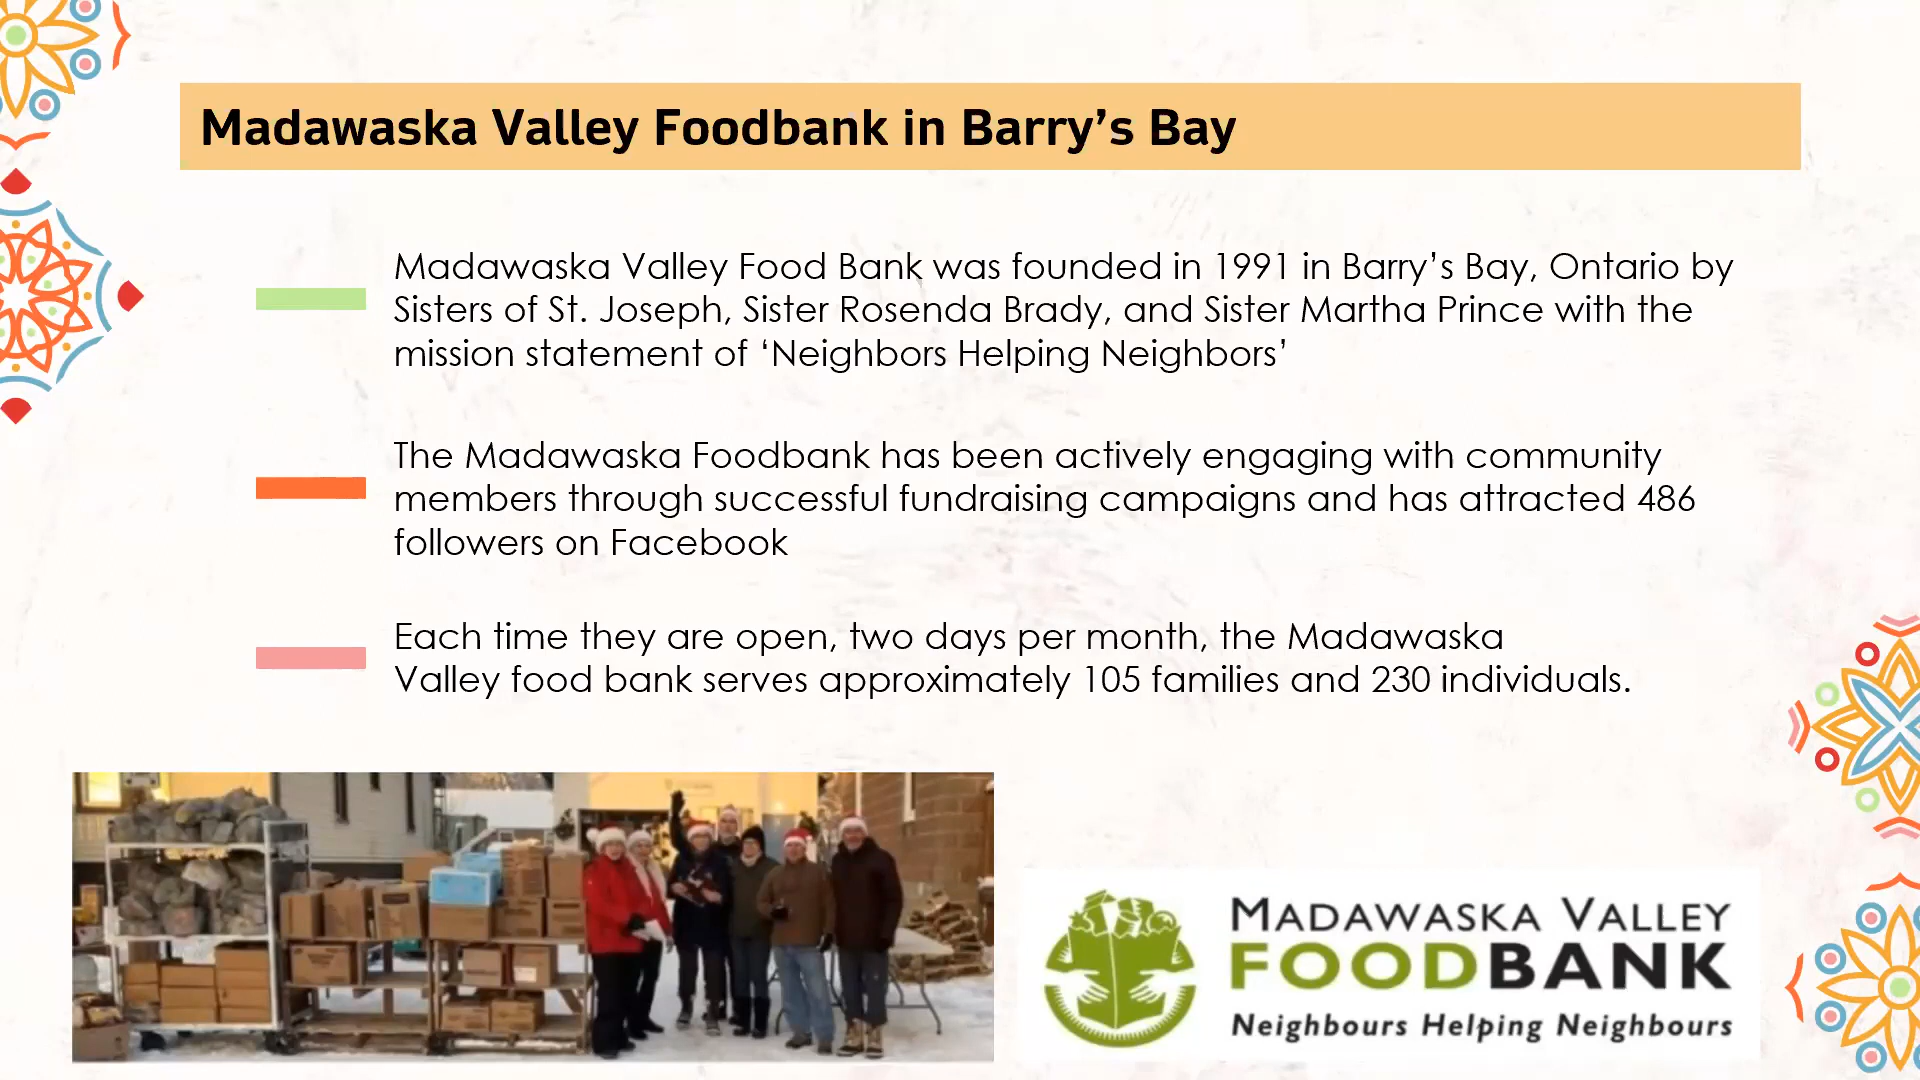 Madawaska Valley Foodbank in Barry’s Bay
Madawaska Valley Food Bank was founded in 1991 in Barry’s Bay, Ontario by
Sisters of St. Joseph, Sister Rosenda Brady, and Sister Martha Prince with the
mission statement of ‘Neighbors Helping Neighbors’
The Madawaska Foodbank has been actively engaging with community
members through successful fundraising campaigns and has attracted 486
followers on Facebook
Each time they are open, two days per month, the Madawaska
Valley food bank serves approximately 105 families and 230 individuals.
MADAWASKA VALLEY
FOODBANK
Neighbours Helping Neighbours